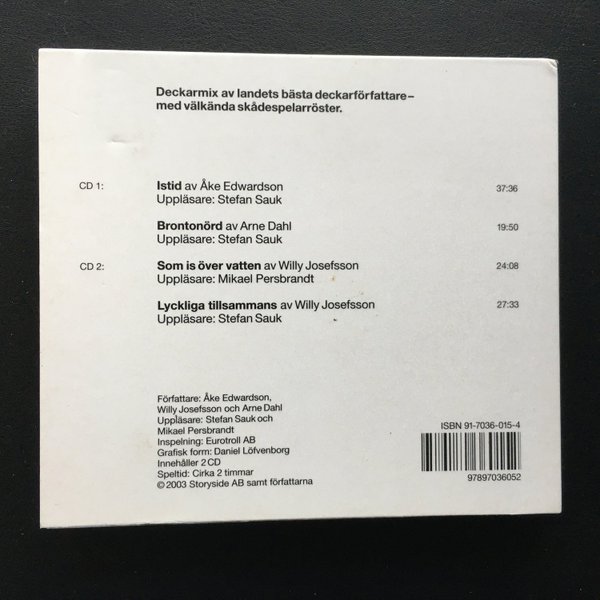 Deckarmix av landets bästa deckarförfattare –
med välkända skådespelarröster.
CD 1: Istid av Åke Edwardson 37:36
Uppläsare: Stefan Sauk
Brontonörd av Arne Dahl 19:50
Uppläsare: Stefan Sauk
CD 2: Som is över vatten av Willy Josefsson 24:08
Uppläsare: Mikael Persbrandt
Lyckliga tillsammans av Willy Josefsson 27:33
Uppläsare: Stefan Sauk
Författare: Åke Edwardson,
Willy Josefsson och Arne Dahl
Uppläsare: Stefan Sauk och
Mikael Persbrandt
Inspelning: Eurotroll AB
Grafisk form: Daniel Löfvenborg
Innehåller 2 CD
Speltid: Cirka 2 timmar
© 2003 Storyside AB samt författarna
ISBN 91-7036-015-4
97897036052